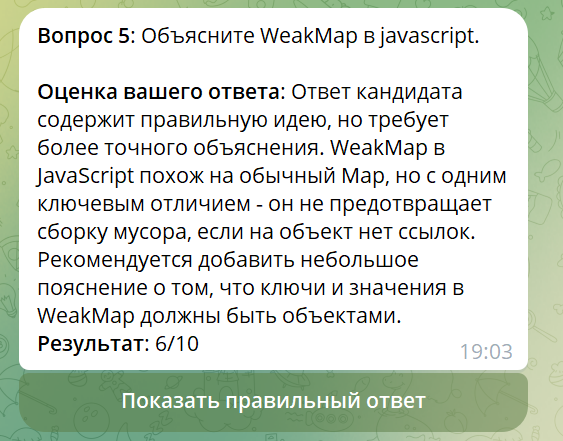 Вопрос 5: Объясните WeakMap в javascript.
Оценка вашего ответа: Ответ кандидата
содержит правильную идею, но требует
более точного объяснения. WeakMap в
JavaScript похож на обычный Map, но с одним
ключевым отличием - он не предотвращает
сборку мусора, если на объект нет ссылок.
Рекомендуется добавить небольшое
пояснение о том, что ключи и значения в
WeakMap должны быть объектами.
Результат: 6/10
19:03
Показать правильный ответ